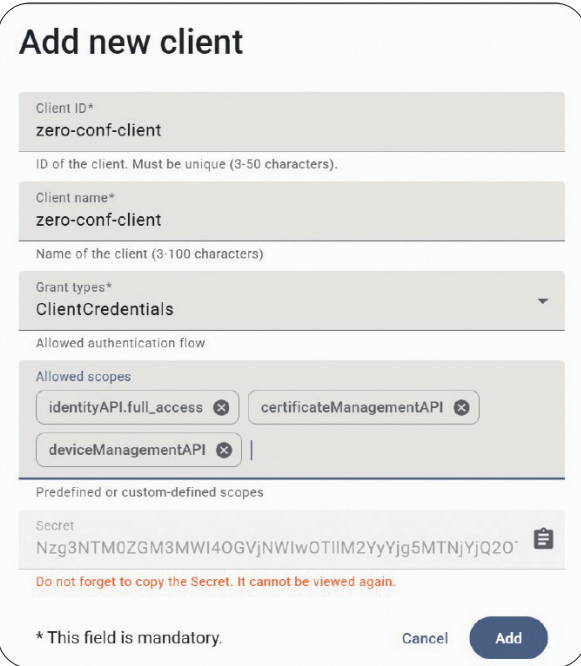 Add new client
Client ID*
zero-conf-client
ID of the client. Must be unique (3-50 characters).
Client name*
zero-conf-client
Name of the client (3-100 characters)
Grant types*
ClientCredentials
Allowed authentication flow
Allowed scopes
identityAPI.full_access certificateManagementAPI
deviceManagementAPI
Predefined or custom-defined scopes
Secret
Do not forget to copy the Secret. It cannot be viewed again.
* This field is mandatory. Cancel Add